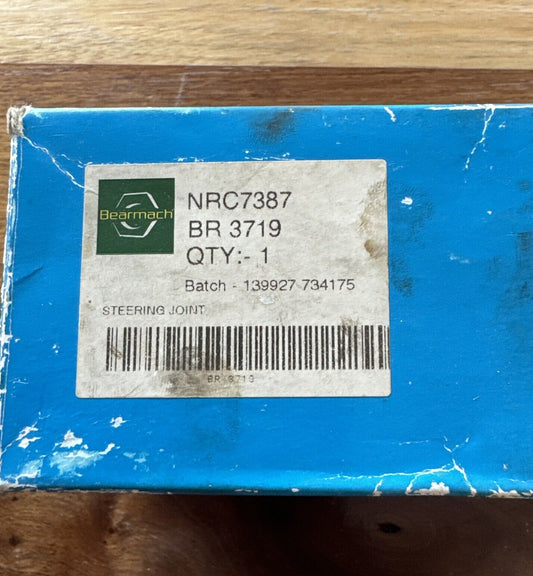 Bearmach
NRC7387
BR 3719
QTY:- 1
Batch - 139927 734175
STEERING JOINT
BR 3719